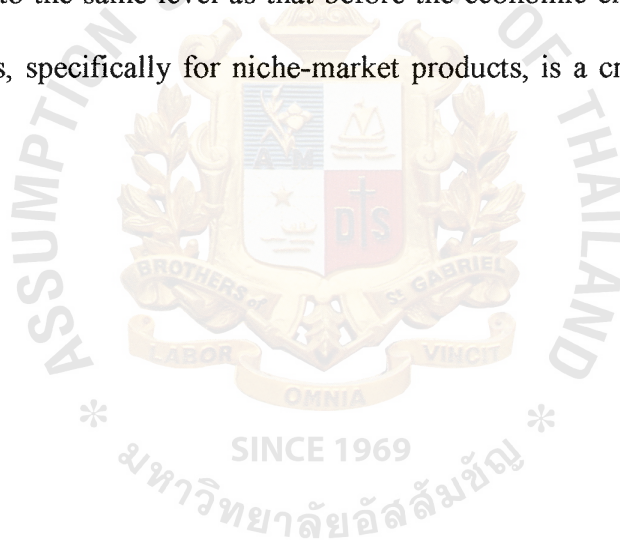 to the same level as that before the economic
s, specifically for niche-market products, is a
ASSUMPTION
OF THAILAND
A M
D S
BROTHERS of St GABRIEL
LABOR
VINCIT
OMNIA
SINCE 1969
มหาวิทยาลัยอัสสัมชัญ